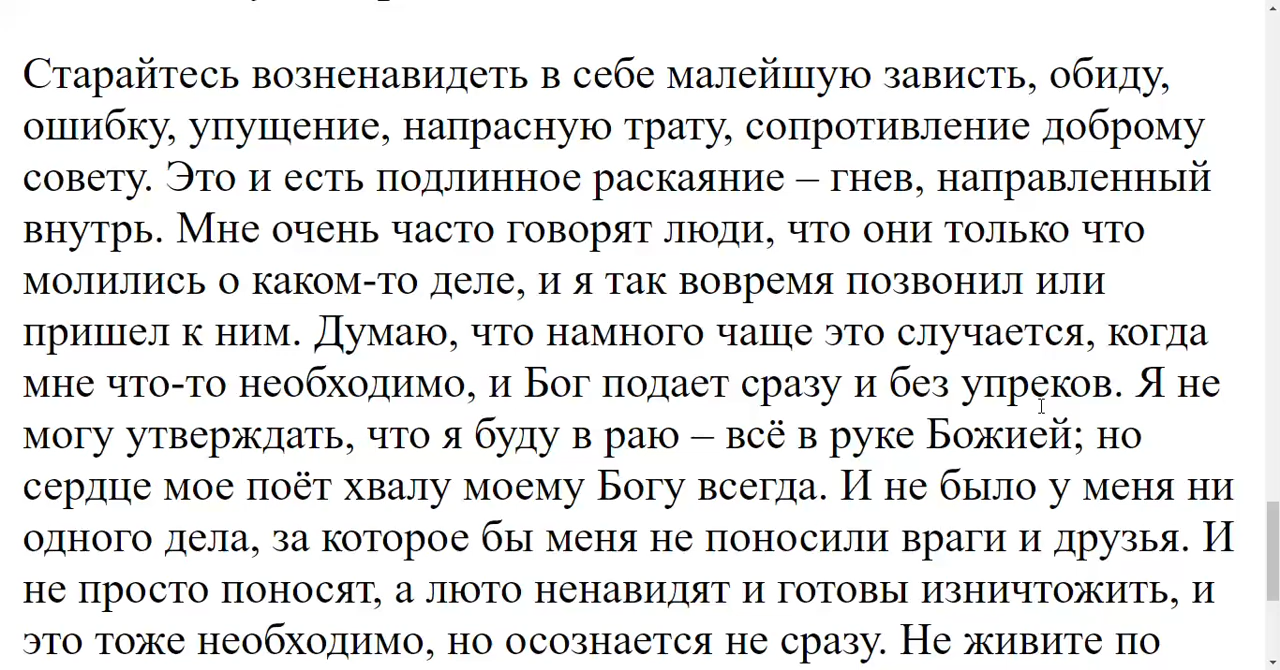 Старайтесь возненавидеть в себе малейшую зависть, обиду,
ошибку, упущение, напрасную трату, сопротивление доброму
совету. Это и есть подлинное раскаяние – гнев, направленный
внутрь. Мне очень часто говорят люди, что они только что
молились о каком-то деле, и я так вовремя позвонил или
пришел к ним. Думаю, что намного чаще это случается, когда
мне что-то необходимо, и Бог подает сразу и без упреков. Я не
могу утверждать, что я буду в раю – всё в руке Божией; но
сердце мое поёт хвалу моему Богу всегда. И не было у меня ни
одного дела, за которое бы меня не поносили враги и друзья. И
не просто поносят, а люто ненавидят и готовы изничтожить, и
это тоже необходимо, но осознается не сразу. Не живите по